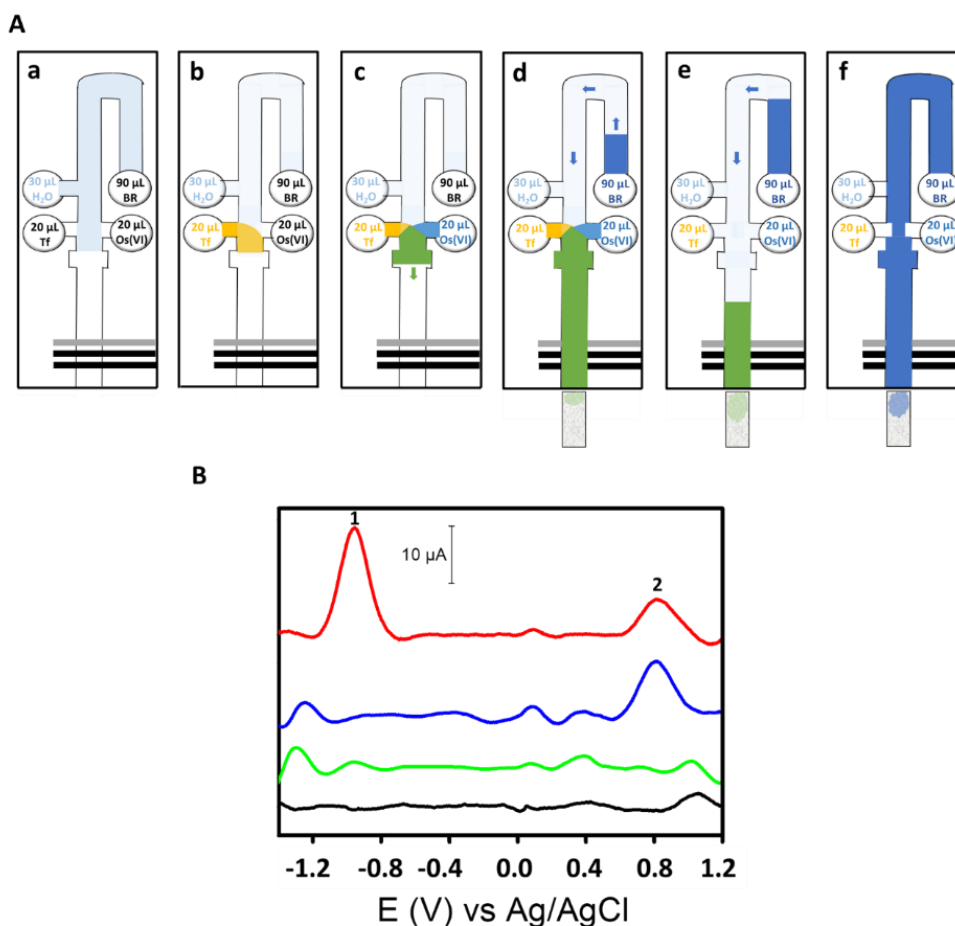 A
a b c d e f
30 µL
H₂O
90 µL
BR
20 µL
Tf
20 µL
Os(VI)
30 µL
H₂O
90 µL
BR
20 µL
Tf
20 µL
Os(VI)
30 µL
H₂O
90 µL
BR
20 µL
Tf
20 µL
Os(VI)
30 µL
H₂O
90 µL
BR
20 µL
Tf
20 µL
Os(VI)
30 µL
H₂O
90 µL
BR
20 µL
Tf
20 µL
Os(VI)
30 µL
H₂O
90 µL
BR
20 µL
Tf
20 µL
Os(VI)
B
1
10 µA
2
-1.2 -0.8 -0.4 0.0 0.4 0.8 1.2
E (V) vs Ag/AgCl